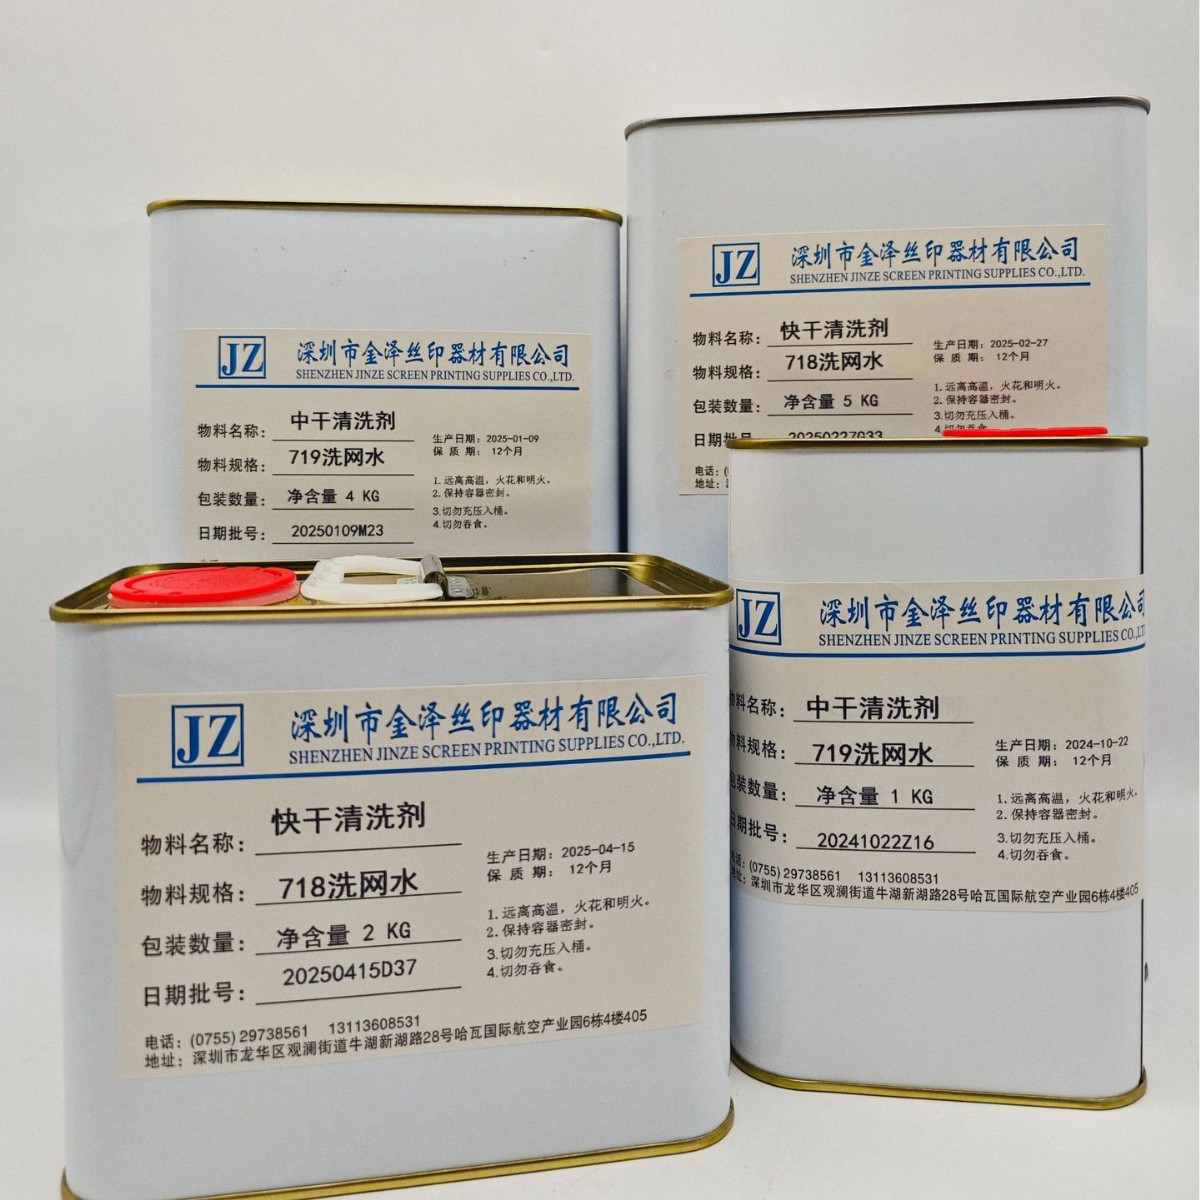 JZ 深圳市金泽丝印器材有限公司
SHENZHEN JINZE SCREEN PRINTING SUPPLIES CO.,LTD.
物料名称: 中干清洗剂
物料规格: 719洗网水
包装数量: 净含量 4 KG
日期批号: 20250109M23
生产日期: 2025-01-09
保 质 期: 12个月
1.远离高温，火花和明火。
2.保持容器密封。
3.切勿充压入桶。
4.切勿吞食。
JZ 深圳市金泽丝印器材有限公司
SHENZHEN JINZE SCREEN PRINTING SUPPLIES CO.,LTD.
物料名称: 快干清洗剂
物料规格: 718洗网水
包装数量: 净含量 5 KG
日期批号: 20250227G33
生产日期: 2025-02-27
保 质 期: 12个月
1.远离高温，火花和明火。
2.保持容器密封。
3.切勿充压入桶。
4.切勿吞食
电话:
地址:
JZ 深圳市金泽丝印器材有限公司
SHENZHEN JINZE SCREEN PRINTING SUPPLIES CO.,LTD.
物料名称: 快干清洗剂
物料规格: 718洗网水
包装数量: 净含量 2 KG
日期批号: 20250415D37
生产日期: 2025-04-15
保 质 期: 12个月
1.远离高温，火花和明火。
2.保持容器密封。
3.切勿充压入桶。
4.切勿吞食。
电话: (0755) 29738561 13113608531
地址: 深圳市龙华区观澜街道牛湖新湖路28号哈瓦国际航空产业园6栋4楼405
JZ 深圳市金泽丝印器材有限公司
SHENZHEN JINZE SCREEN PRINTING SUPPLIES CO.,LT
物料名称: 中干清洗剂
物料规格: 719洗网水
包装数量: 净含量 1 KG
日期批号: 20241022Z16
生产日期: 2024-10-22
保 质 期: 12个月
1.远离高温，火花和明火。
2.保持容器密封。
3.切勿充压入桶。
4.切勿吞食。
电话: (0755) 29738561 13113608531
地址: 深圳市龙华区观澜街道牛湖新湖路28号哈瓦国际航空产业园6栋4楼405